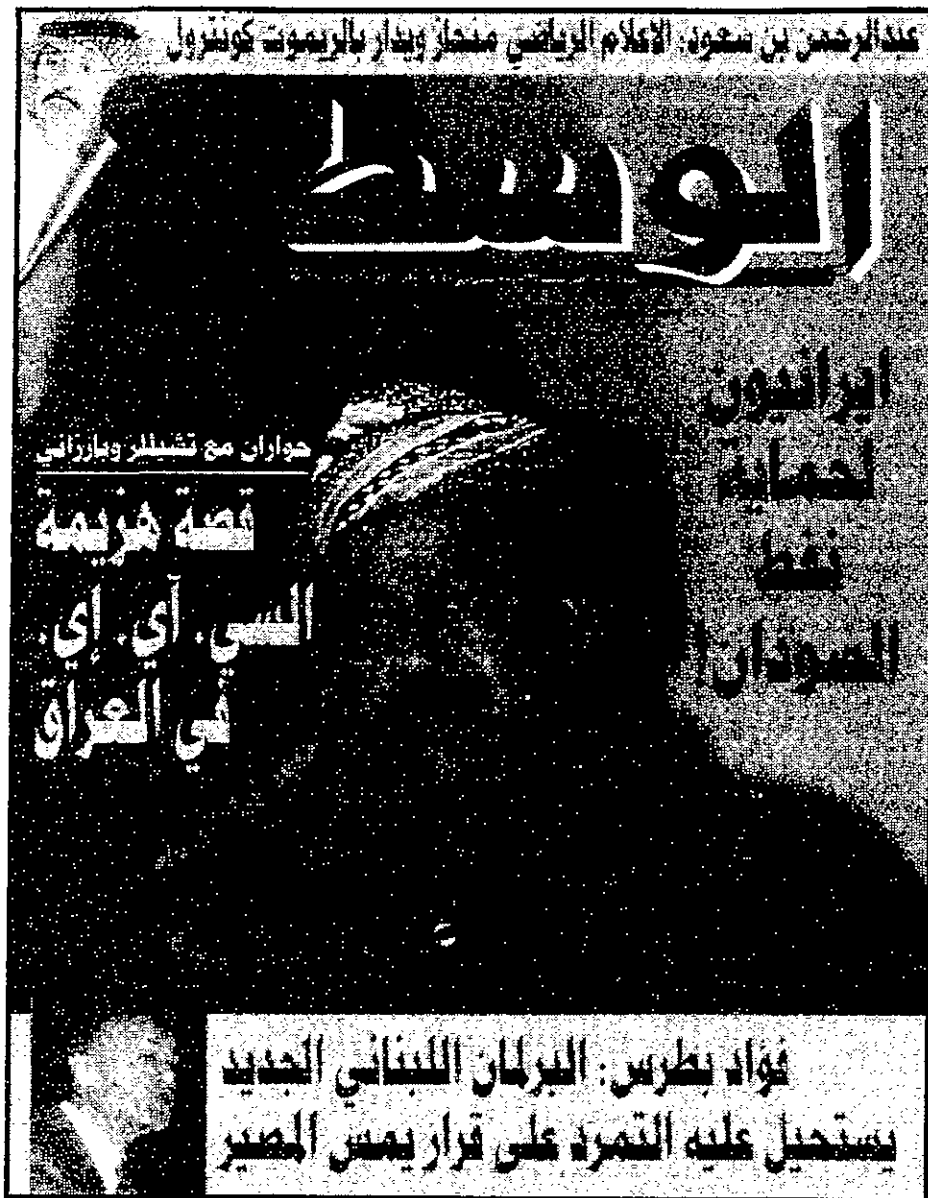 عبدالرحمن بن سعود: الاعلام الرياضي منحاز ويدار بالريموت كونترول
الوسط
ايرانيون
لحماية
نفط
السودان!
حواران مع تشيللر وبارزاني
قصة هزيمة
السي. آي. إي.
في العراق
فؤاد بطرس: البرلمان اللبناني الجديد
يستحيل عليه التمرد على قرار يمس المصير